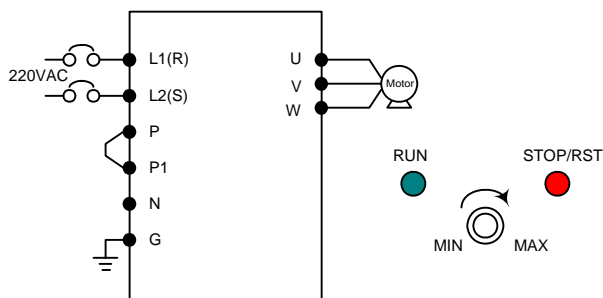 L1(R)
220VAC
L2(S)
P
P1
N
G
U
V
W
Motor
RUN
STOP/RST
MIN
MAX